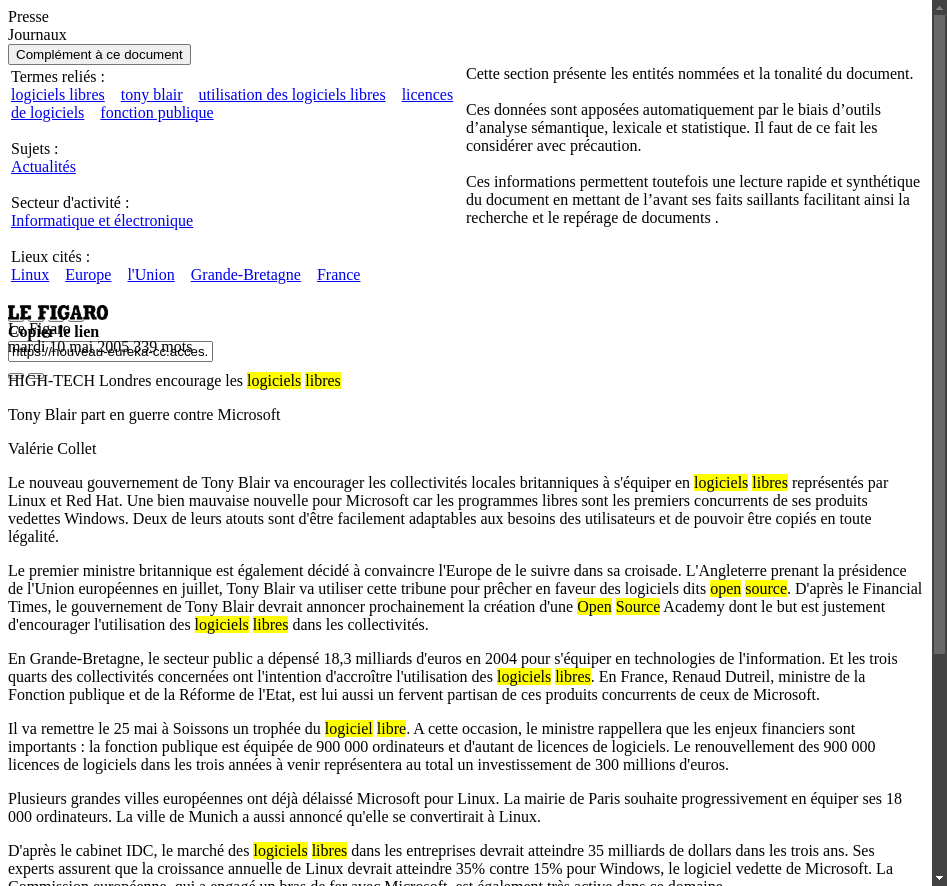 Presse
Journaux
Complément à ce document
Termes reliés :
logiciels libres tony blair utilisation des logiciels libres licences
de logiciels fonction publique
Sujets :
Actualités
Secteur d'activité :
Informatique et électronique
Lieux cités :
Linux Europe l'Union Grande-Bretagne France
Cette section présente les entités nommées et la tonalité du document.
Ces données sont apposées automatiquement par le biais d’outils
d’analyse sémantique, lexicale et statistique. Il faut de ce fait les
considérer avec précaution.
Ces informations permettent toutefois une lecture rapide et synthétique
du document en mettant de l’avant ses faits saillants facilitant ainsi la
recherche et le repérage de documents .
LE FIGARO
Le Figaro
Copier le lien
mardi 10 mai 2005 339 mots
https://nouveau-eureka-cc.acces.
HIGH-TECH Londres encourage les logiciels libres
Tony Blair part en guerre contre Microsoft
Valérie Collet
Le nouveau gouvernement de Tony Blair va encourager les collectivités locales britanniques à s'équiper en logiciels libres représentés par
Linux et Red Hat. Une bien mauvaise nouvelle pour Microsoft car les programmes libres sont les premiers concurrents de ses produits
vedettes Windows. Deux de leurs atouts sont d'être facilement adaptables aux besoins des utilisateurs et de pouvoir être copiés en toute
légalité.
Le premier ministre britannique est également décidé à convaincre l'Europe de le suivre dans sa croisade. L'Angleterre prenant la présidence
de l'Union européennes en juillet, Tony Blair va utiliser cette tribune pour prêcher en faveur des logiciels dits open source. D'après le Financial
Times, le gouvernement de Tony Blair devrait annoncer prochainement la création d'une Open Source Academy dont le but est justement
d'encourager l'utilisation des logiciels libres dans les collectivités.
En Grande-Bretagne, le secteur public a dépensé 18,3 milliards d'euros en 2004 pour s'équiper en technologies de l'information. Et les trois
quarts des collectivités concernées ont l'intention d'accroître l'utilisation des logiciels libres. En France, Renaud Dutreil, ministre de la
Fonction publique et de la Réforme de l'Etat, est lui aussi un fervent partisan de ces produits concurrents de ceux de Microsoft.
Il va remettre le 25 mai à Soissons un trophée du logiciel libre. A cette occasion, le ministre rappellera que les enjeux financiers sont
importants : la fonction publique est équipée de 900 000 ordinateurs et d'autant de licences de logiciels. Le renouvellement des 900 000
licences de logiciels dans les trois années à venir représentera au total un investissement de 300 millions d'euros.
Plusieurs grandes villes européennes ont déjà délaissé Microsoft pour Linux. La mairie de Paris souhaite progressivement en équiper ses 18
000 ordinateurs. La ville de Munich a aussi annoncé qu'elle se convertirait à Linux.
D'après le cabinet IDC, le marché des logiciels libres dans les entreprises devrait atteindre 35 milliards de dollars dans les trois ans. Ses
experts assurent que la croissance annuelle de Linux devrait atteindre 35% contre 15% pour Windows, le logiciel vedette de Microsoft. La
Commission européenne, qui a engagé un bras de fer avec Microsoft, est également très active dans ce domaine.